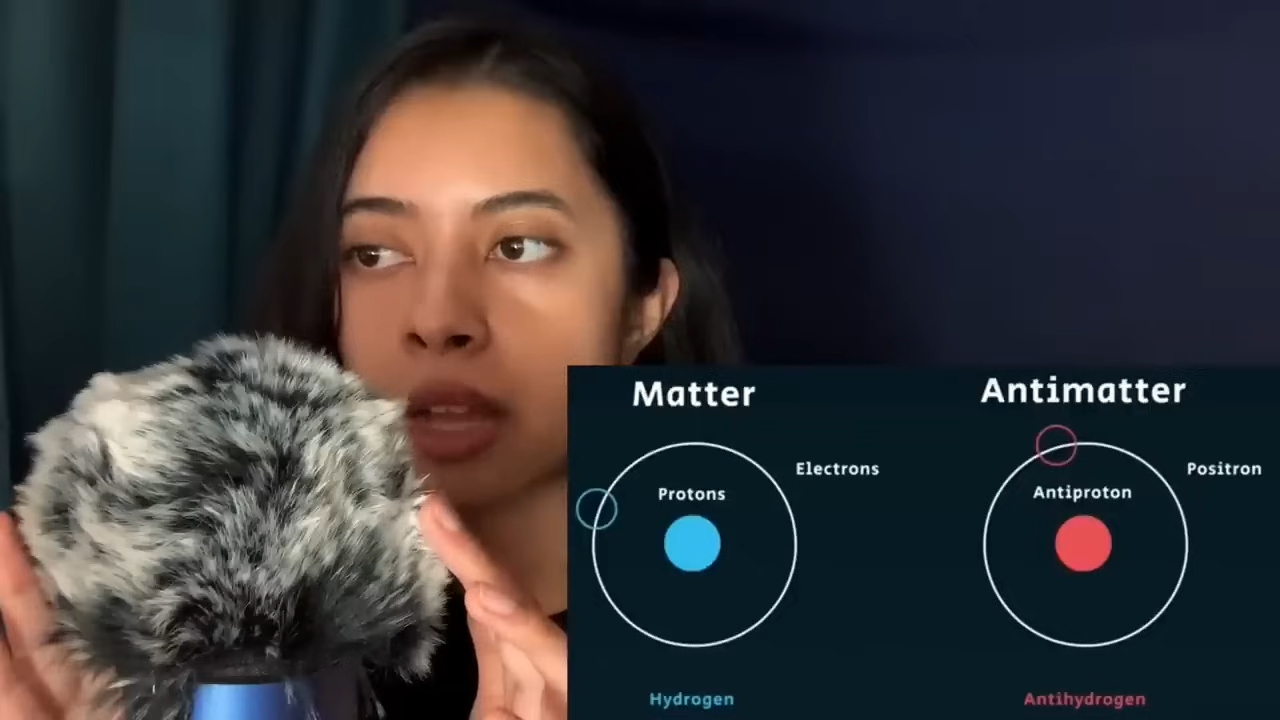 Matter
Electrons
Protons
Hydrogen
Antimatter
Positron
Antiproton
Antihydrogen